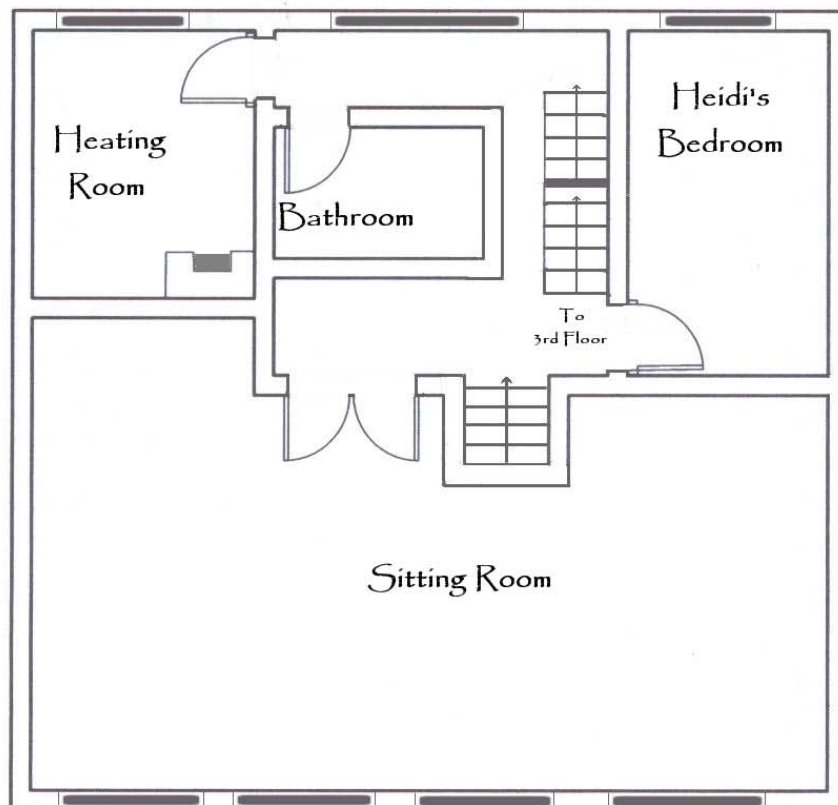 Heating
Room
Bathroom
Heidi's
Bedroom
To
3rd Floor
Sitting Room